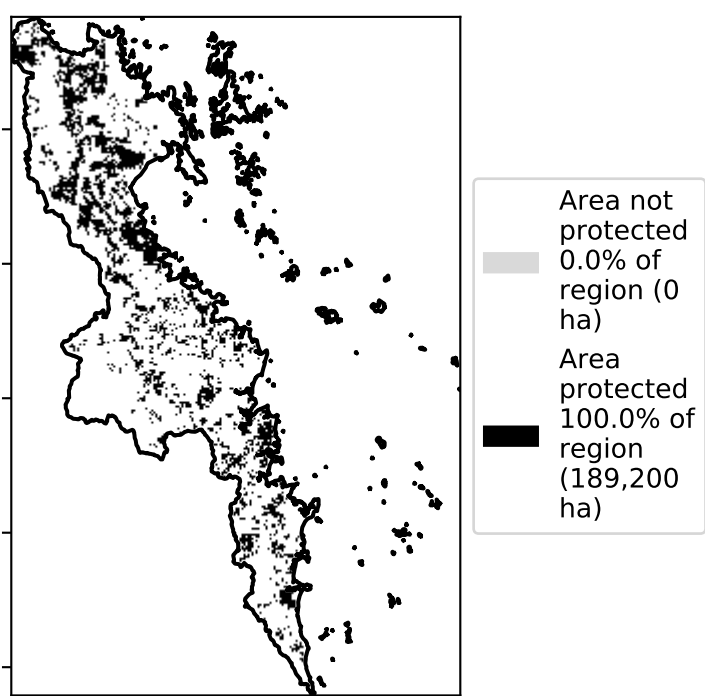 Area not
protected
0.0% of
region (0
ha)
Area
protected
100.0% of
region
(189,200
ha)